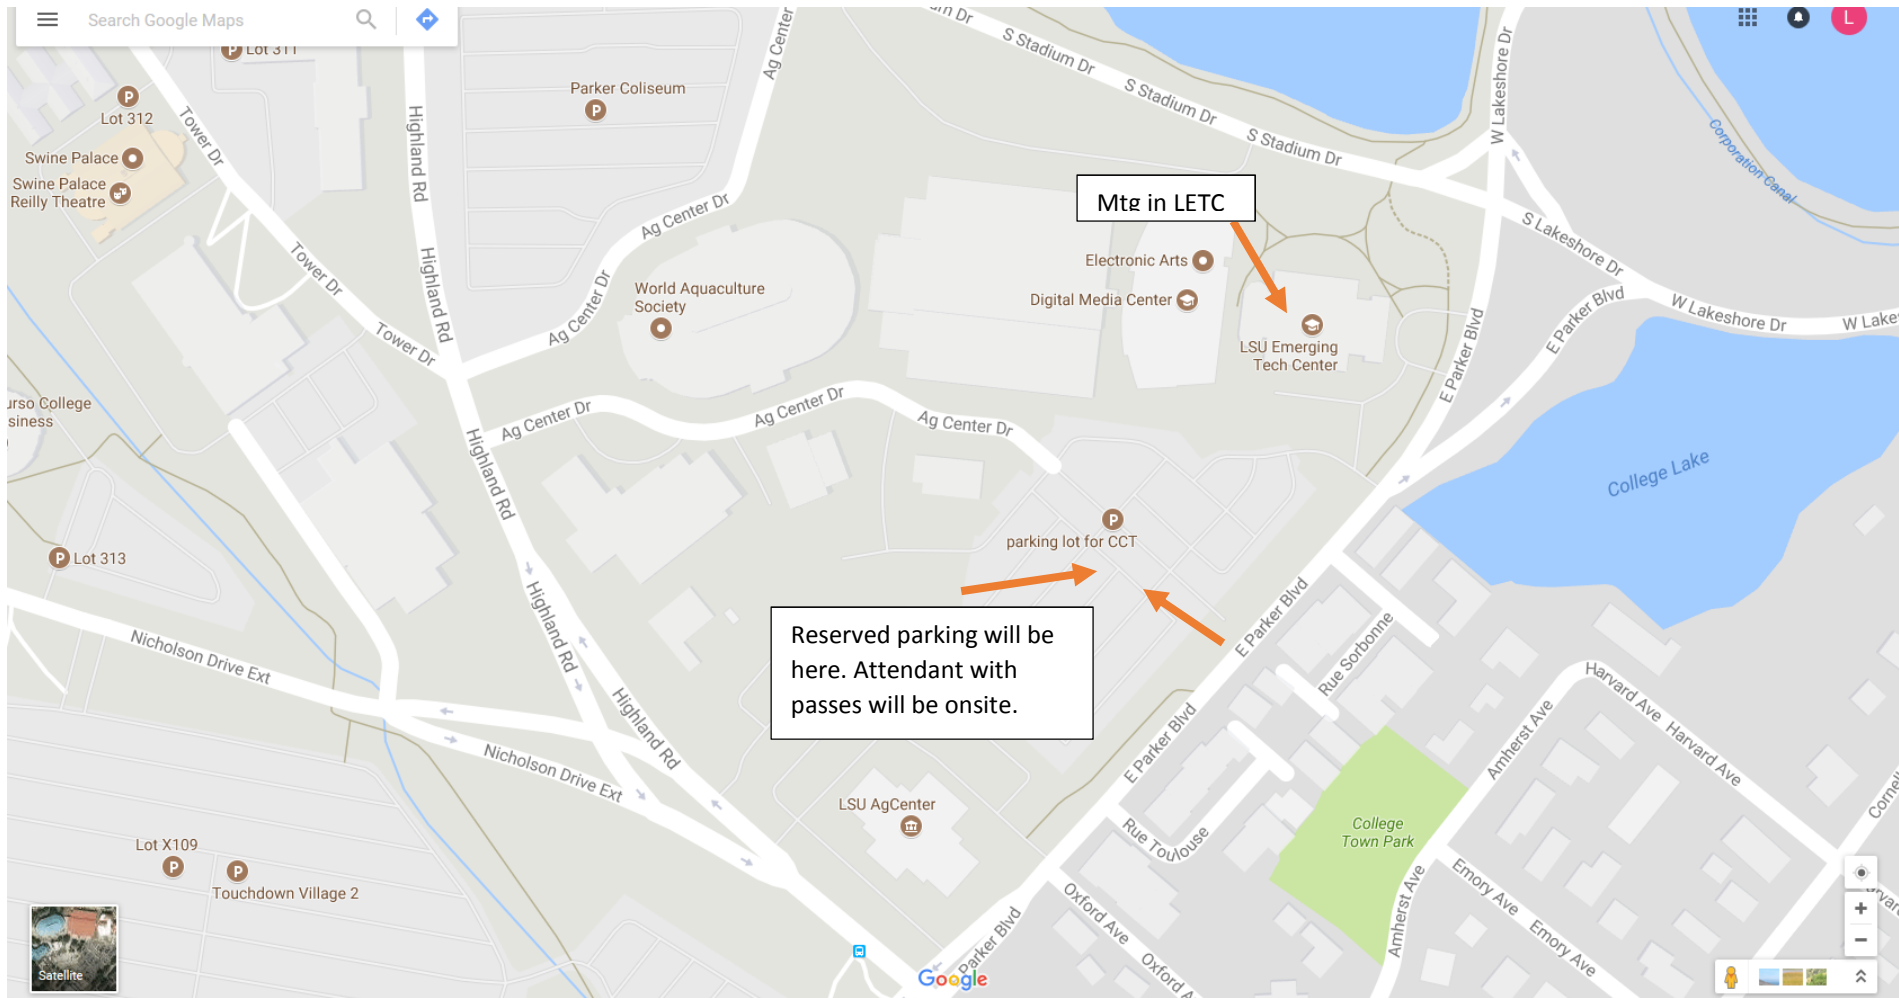 Search Google Maps
L
Lot 311
Parker Coliseum
Ag Center
S Stadium Dr
S Stadium Dr
S Stadium Dr
W Lakeshore Dr
Corporation Canal
Lot 312
Tower Dr
Highland Rd
Swine Palace
Swine Palace
Reilly Theatre
Mtg in LETC
Ag Center Dr
S Lakeshore Dr
Electronic Arts
Tower Dr
Highland Rd
World Aquaculture
Society
Digital Media Center
Ag Center Dr
E Parker Blvd
E Parker Blvd
W Lakeshore Dr
W Lake
Tower Dr
LSU Emerging
Tech Center
Ag Center Dr
Ag Center Dr
Ag Center Dr
College
Highland Rd
College Lake
parking lot for CCT
Lot 313
Highland Rd
E Parker Blvd
Reserved parking will be
here. Attendant with
passes will be onsite.
Rue Sorbonne
Nicholson Drive Ext
Highland Rd
Harvard Ave
Harvard Ave
Amherst Ave
E Parker Blvd
Nicholson Drive Ext
LSU AgCenter
Rue Toulouse
College
Town Park
Lot X109
Touchdown Village 2
Oxford Ave
Amherst Ave
Emory Ave
Emory Ave
Parker Blvd
Oxford A
Satellite
Google